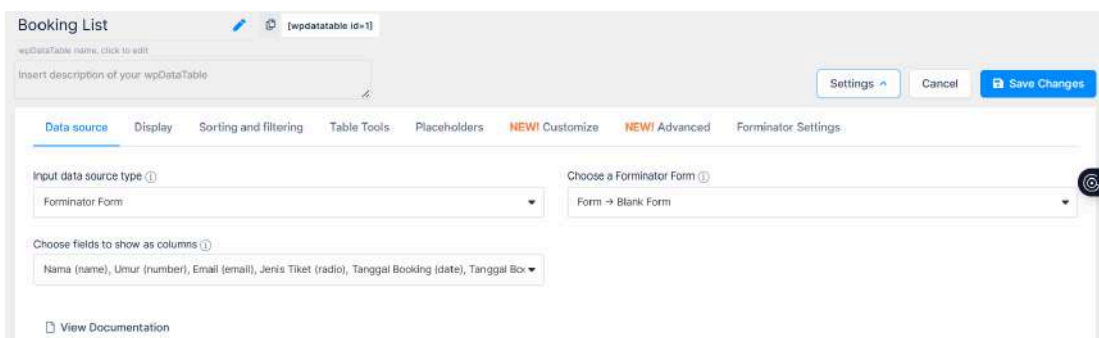 Booking List
[wpdatatable id=1]
wpDataTable name, click to edit
Insert description of your wpDataTable
Settings
Cancel
Save Changes
Data source
Display
Sorting and filtering
Table Tools
Placeholders
NEW! Customize
NEW! Advanced
Forminator Settings
Input data source type
Choose a Forminator Form
Forminator Form
Form → Blank Form
Choose fields to show as columns
Nama (name), Umur (number), Email (email), Jenis Tiket (radio), Tanggal Booking (date), Tanggal Bo
View Documentation